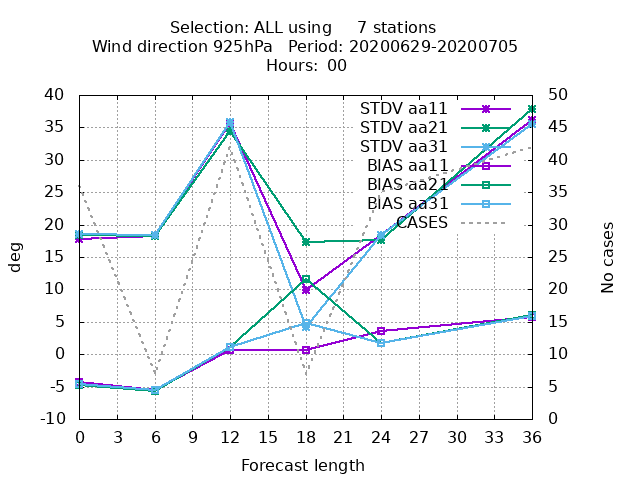 Selection: ALL using 7 stations
Wind direction 925hPa Period: 20200629-20200705
Hours: 00
40
35
30
25
20
15
10
5
0
-5
-10
deg
STDV aa11
STDV aa21
STDV aa31
BIAS aa11
BIAS aa21
BIAS aa31
CASES
50
45
40
35
30
25
20
15
10
5
0
No cases
0 3 6 9 12 15 18 21 24 27 30 33 36
Forecast length